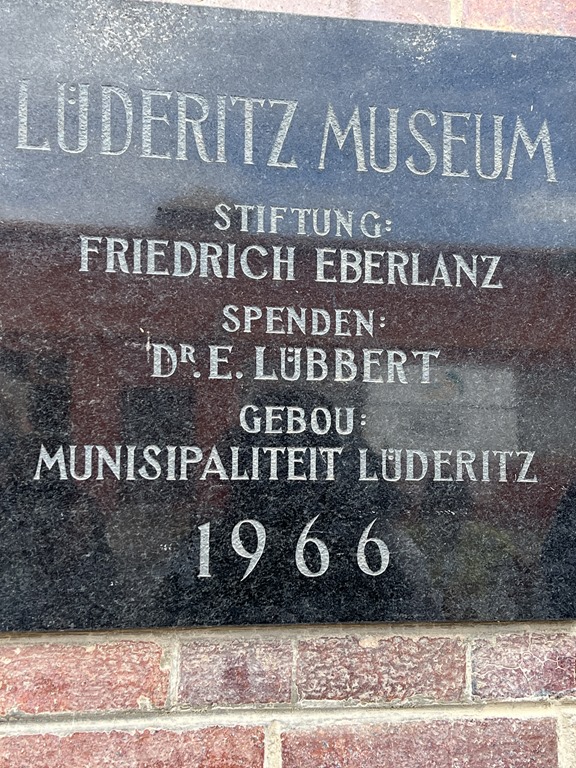 LÜDERITZ MUSEUM
STIFTUNG:
FRIEDRICH EBERLANZ
SPENDEN:
DR. E. LÜBBERT
GEBOU:
MUNISIPALITEIT LÜDERITZ
1966